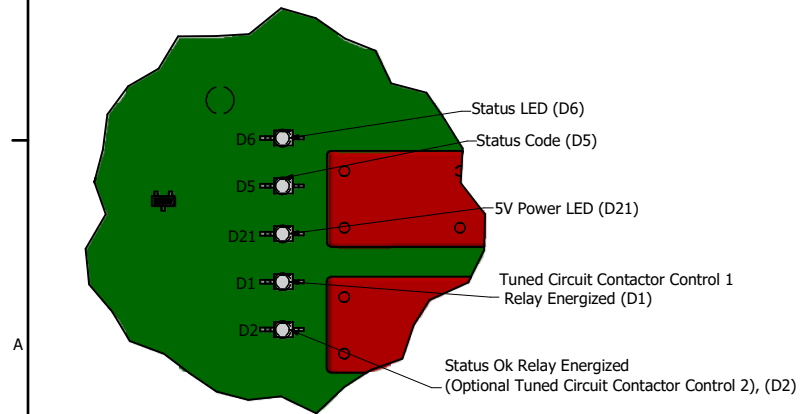 Status LED (D6)
D6
Status Code (D5)
D5
5V Power LED (D21)
D21
Tuned Circuit Contactor Control 1
Relay Energized (D1)
D1
D2
A
Status Ok Relay Energized
(Optional Tuned Circuit Contactor Control 2), (D2)